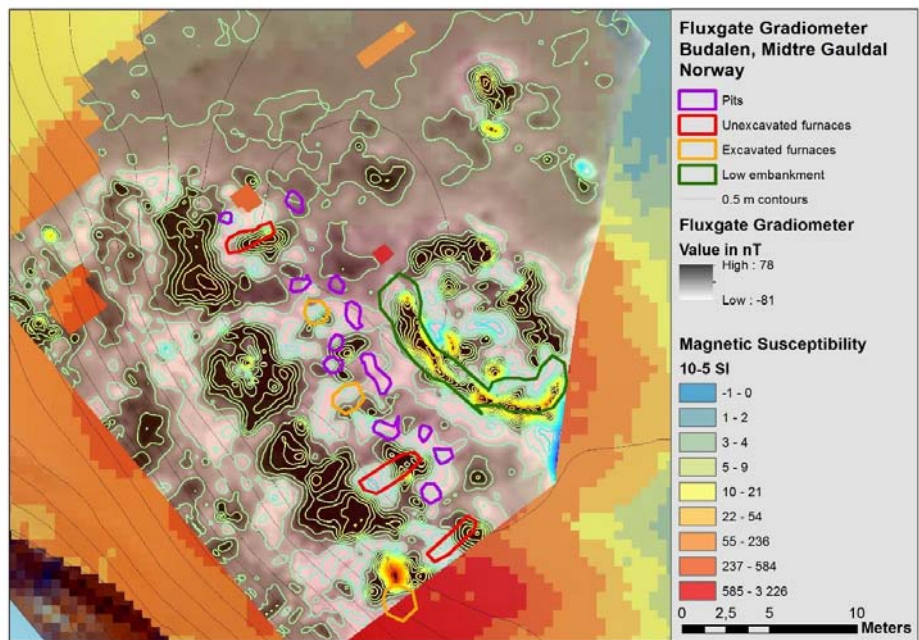 Fluxgate Gradiometer
Budalen, Midtre Gauldal
Norway
Pits
Unexcavated furnaces
Excavated furnaces
Low embankment
0.5 m contours
Fluxgate Gradiometer
Value in nT
High : 78
Low : -81
Magnetic Susceptibility
10-5 SI
-1 - 0
1 - 2
3 - 4
5 - 9
10 - 21
22 - 54
55 - 236
237 - 584
585 - 3 226
0 2,5 5 10
Meters